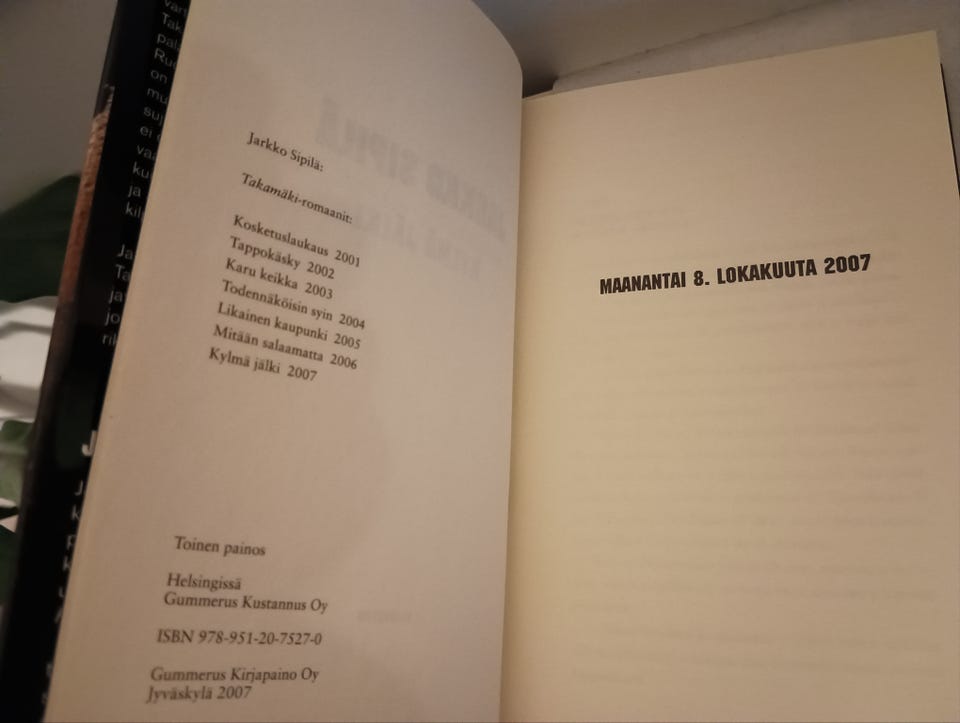 Jarkko Sipilä:
Takamäki-romaanit:
Kosketuslaukaus 2001
Tappokäsky 2002
Karu keikka 2003
Todennäköisin syin 2004
Likainen kaupunki 2005
Mitään salaamatta 2006
Kylmä jälki 2007
Toinen painos
Helsingissä
Gummerus Kustannus Oy
ISBN 978-951-20-7527-0
Gummerus Kirjapaino Oy
Jyväskylä 2007
MAANANTAI 8. LOKAKUUTA 2007